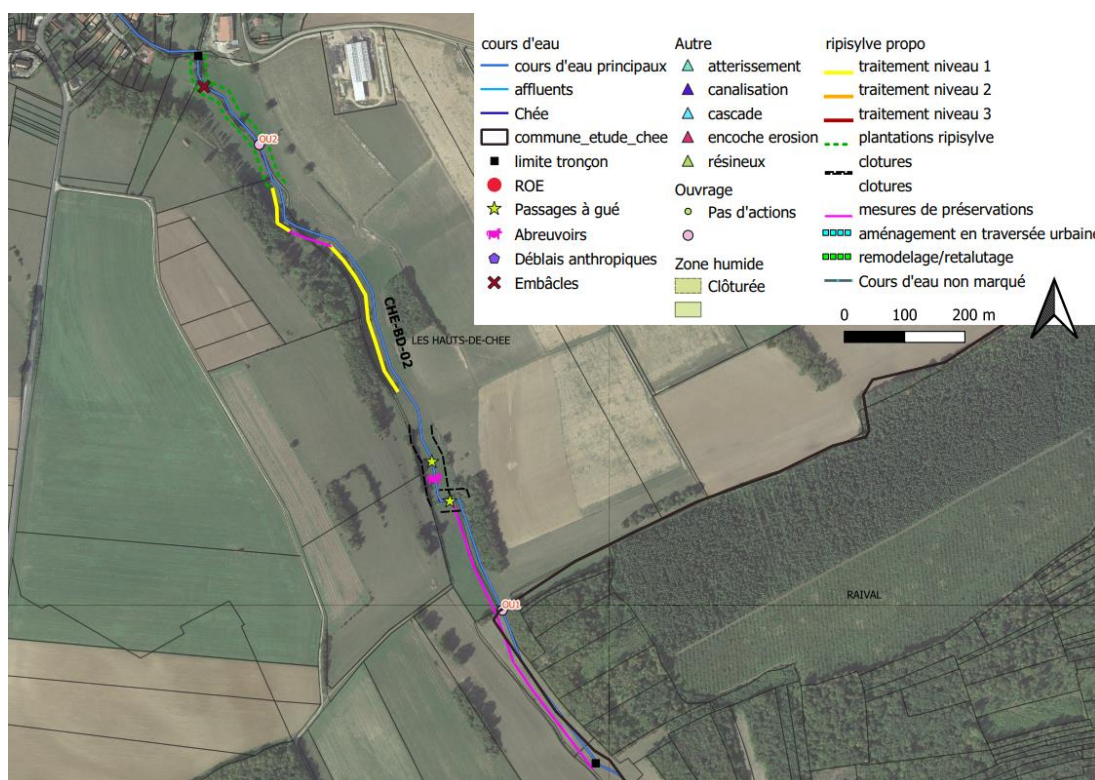 cours d'eau
cours d'eau principaux
affluents
Chée
commune_etude_chee
limite tronçon
ROE
Passages à gué
Abreuvoirs
Déblais anthropiques
Embâcles
Autre
atterissement
canalisation
cascade
encoche erosion
résineux
Ouvrage
Pas d'actions
Zone humide
Clôturée
ripisylve propo
traitement niveau 1
traitement niveau 2
traitement niveau 3
plantations ripisylve
clotures
clotures
mesures de préservations
aménagement en traversée urbaine
remodelage/retalutage
Cours d'eau non marqué
0 100 200 m
OU2
CHE-BD-02
LES HAUTS-DE-CHEE
OU1
RAIVAL